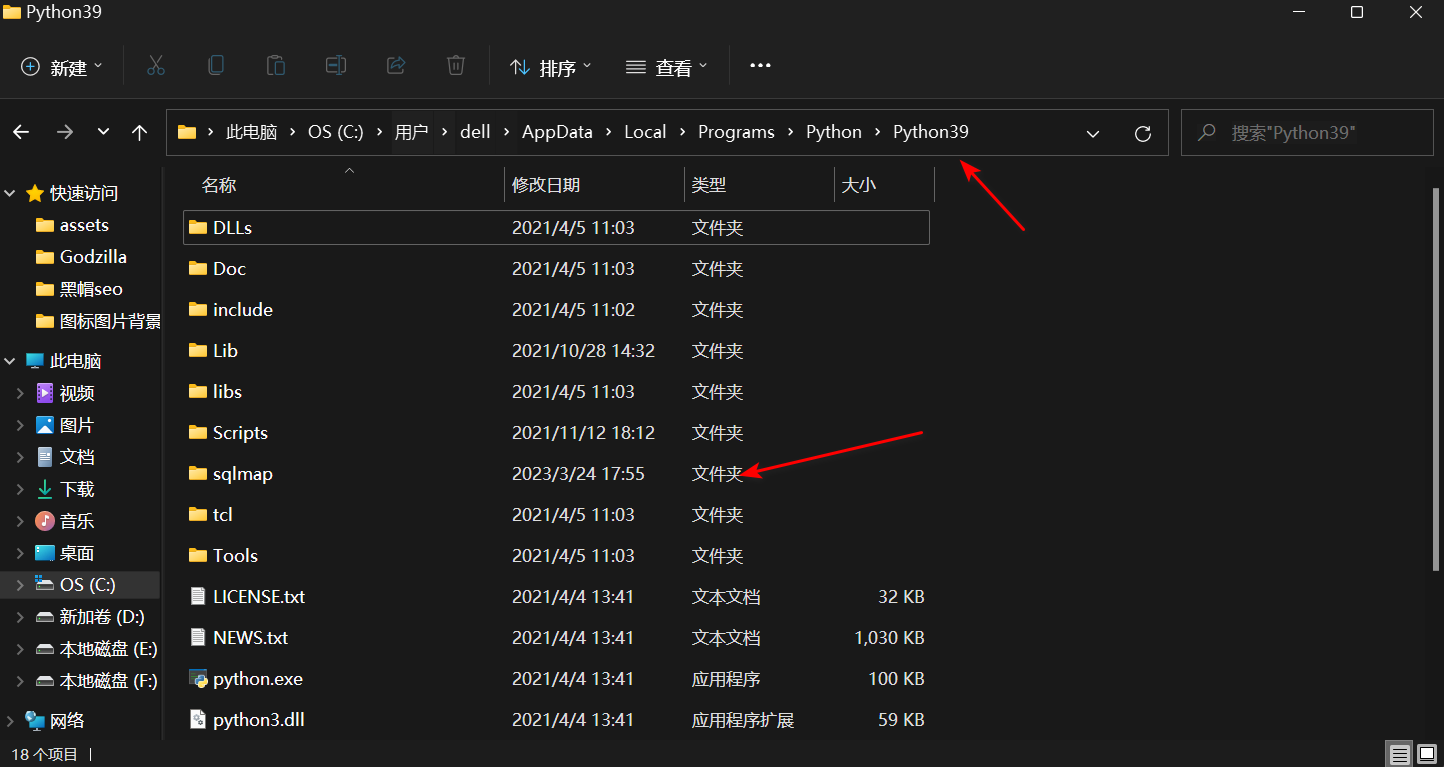 Python39
新建 排序 查看
此电脑 OS (C:) 用户 dell AppData Local Programs Python Python39 搜索"Python39"
名称 修改日期 类型 大小
快速访问
assets
Godzilla
黑帽seo
图标图片背景
此电脑
视频
图片
文档
下载
音乐
桌面
OS (C:)
新加卷 (D:)
本地磁盘 (E:)
本地磁盘 (F:)
网络
DLLs 2021/4/5 11:03 文件夹
Doc 2021/4/5 11:03 文件夹
include 2021/4/5 11:02 文件夹
Lib 2021/10/28 14:32 文件夹
libs 2021/4/5 11:03 文件夹
Scripts 2021/11/12 18:12 文件夹
sqlmap 2023/3/24 17:55 文件夹
tcl 2021/4/5 11:03 文件夹
Tools 2021/4/5 11:03 文件夹
LICENSE.txt 2021/4/4 13:41 文本文档 32 KB
NEWS.txt 2021/4/4 13:41 文本文档 1,030 KB
python.exe 2021/4/4 13:41 应用程序 100 KB
python3.dll 2021/4/4 13:41 应用程序扩展 59 KB
18 个项目